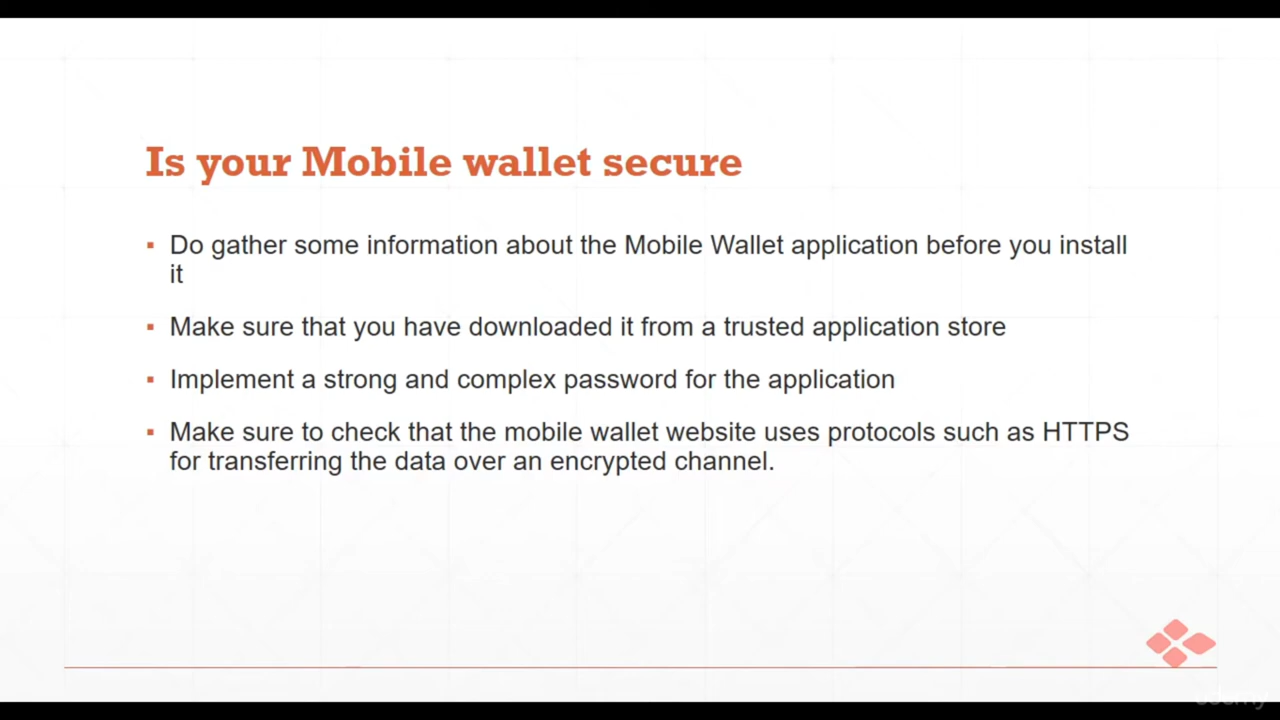 Is your Mobile wallet secure
▪ Do gather some information about the Mobile Wallet application before you install
it
▪ Make sure that you have downloaded it from a trusted application store
▪ Implement a strong and complex password for the application
▪ Make sure to check that the mobile wallet website uses protocols such as HTTPS
for transferring the data over an encrypted channel.
udemy